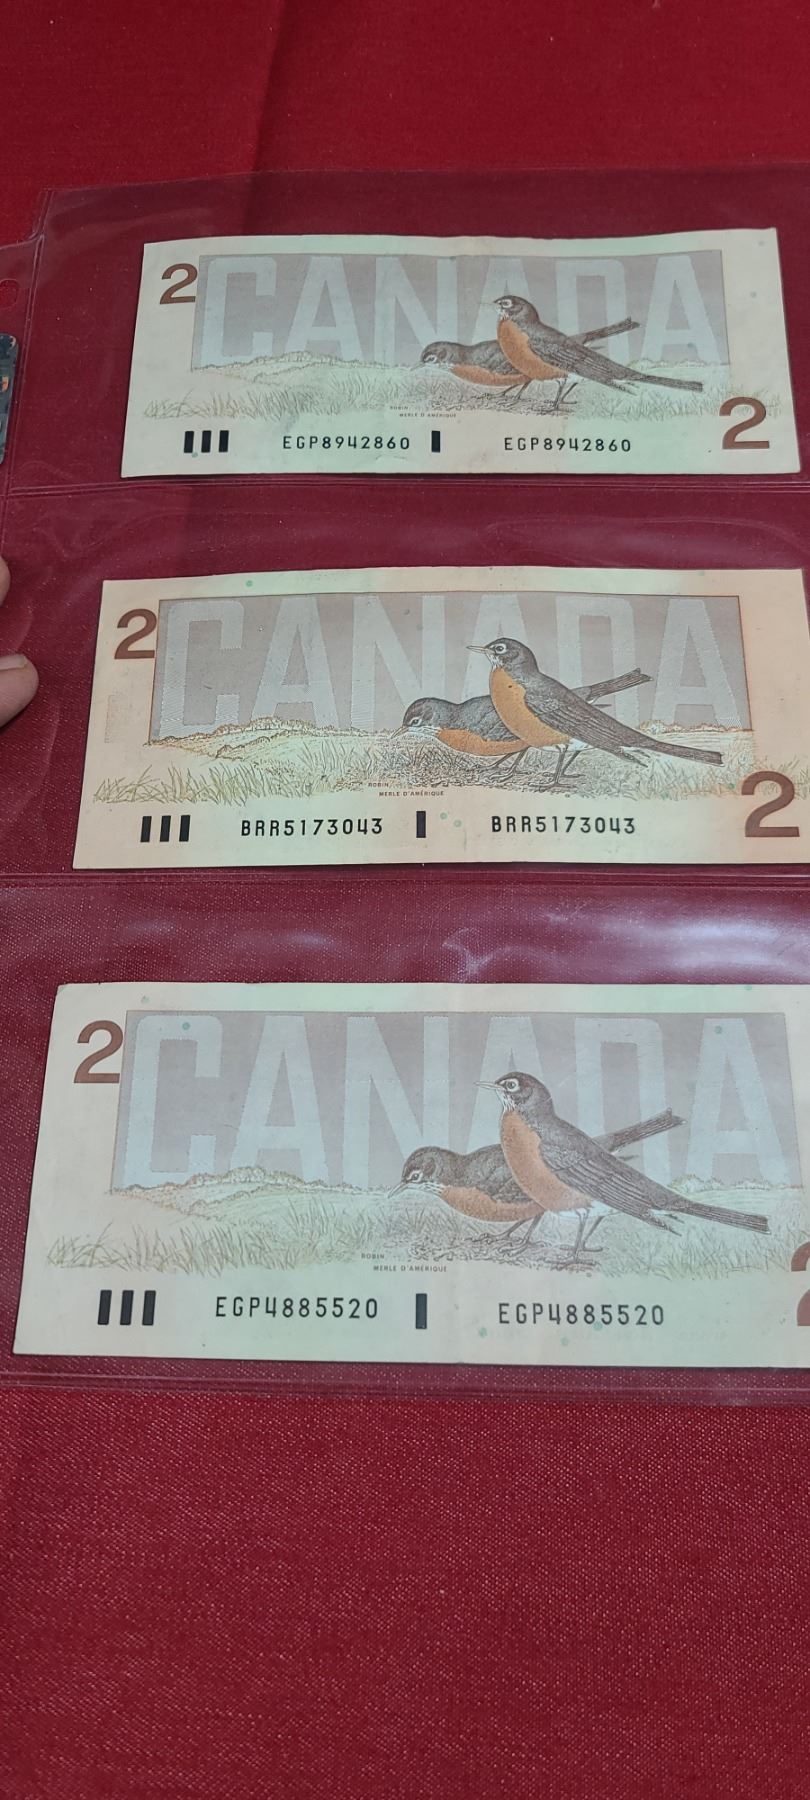 2 CANADA
ROBIN
MERLE D'AMÉRIQUE
EGP8942860 EGP8942860 2
2 CANADA
ROBIN
MERLE D'AMÉRIQUE
BRR5173043 BRR5173043 2
2 CANADA
ROBIN
MERLE D'AMÉRIQUE
EGP4885520 EGP4885520 2